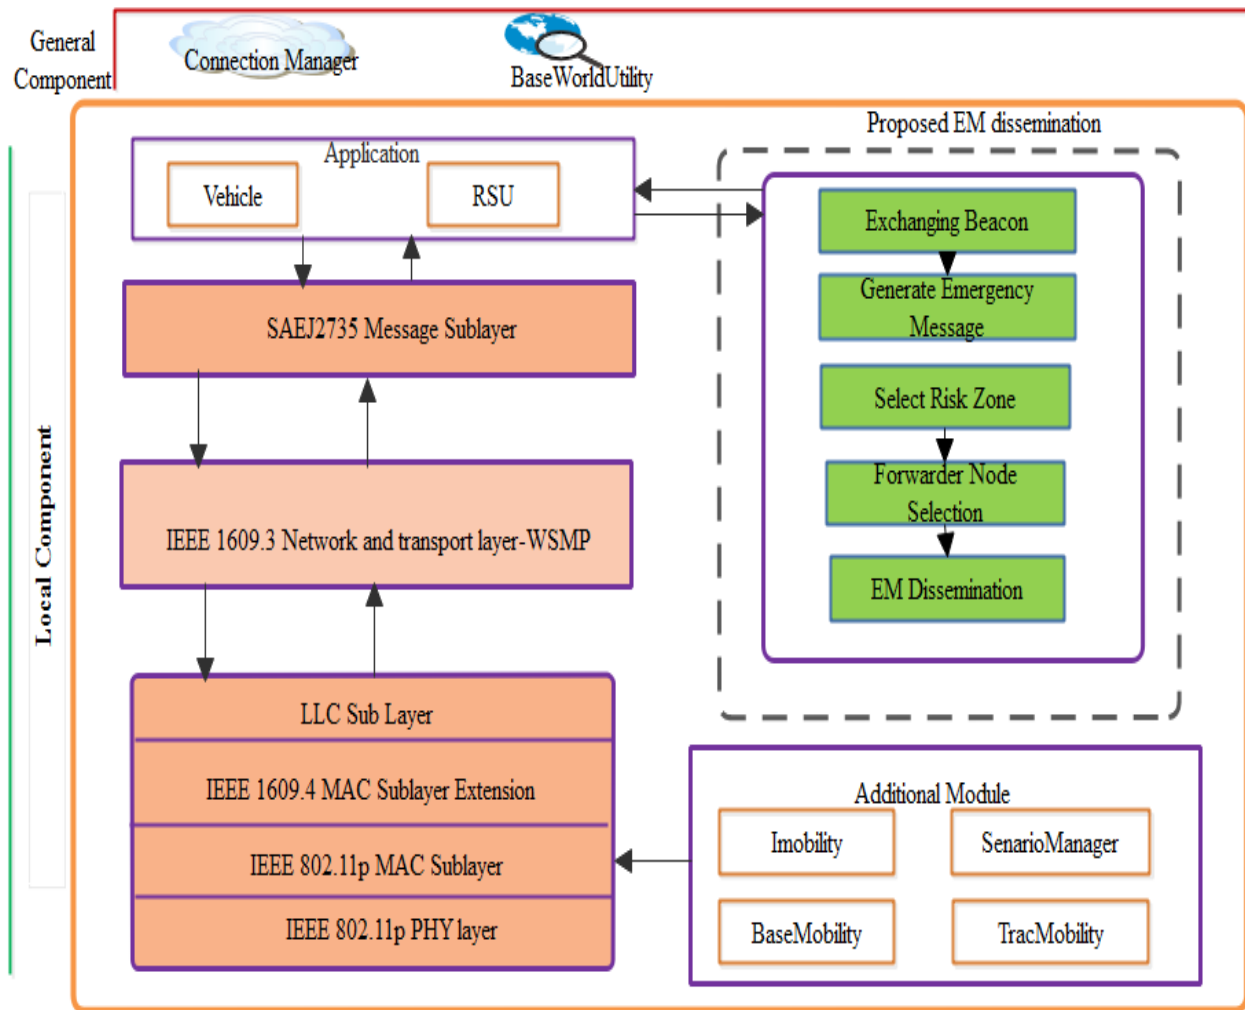 General
Component
Connection Manager
BaseWorldUtility
Proposed EM dissemination
Application
Vehicle
RSU
Exchanging Beacon
Generate Emergency
Message
SAEJ2735 Message Sublayer
Select Risk Zone
Local Component
Forwarder Node
Selection
IEEE 1609.3 Network and transport layer-WSMP
EM Dissemination
LLC Sub Layer
IEEE 1609.4 MAC Sublayer Extension
IEEE 802.11p MAC Sublayer
IEEE 802.11p PHY layer
Additional Module
Imobility
SenarioManager
BaseMobility
TracMobility